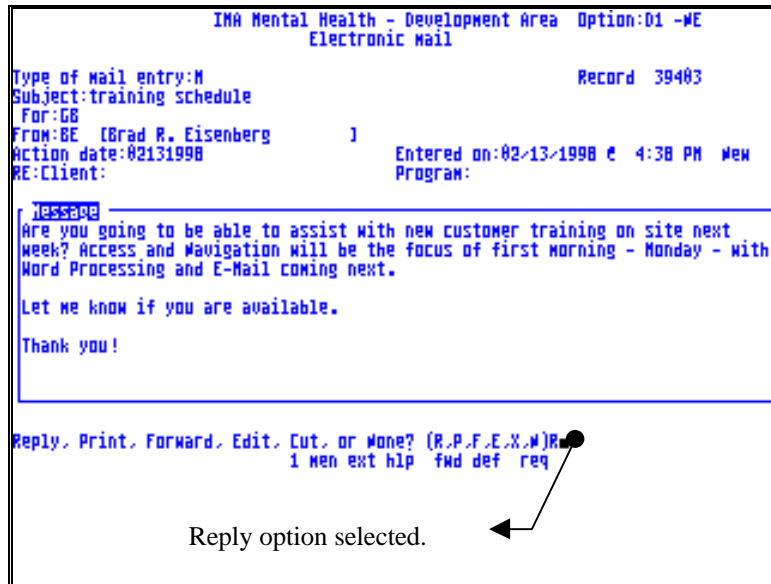 IMA Mental Health - Development Area Option:D1 -WE
Electronic Mail
Type of mail entry:M Record 39403
Subject:training schedule
For:GB
From:BE [Brad R. Eisenberg ]
Action date:02131998 Entered on:02/13/1998 @ 4:38 PM New
RE:Client: Program:
Message
Are you going to be able to assist with new customer training on site next
week? Access and Navigation will be the focus of first morning - Monday - with
Word Processing and E-Mail coming next.
Let me know if you are available.
Thank you!
Reply, Print, Forward, Edit, Cut, or None? (R,P,F,E,X,N)R
1 men ext hlp fwd def req
Reply option selected.